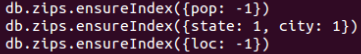 db.zips.ensureIndex({pop: -1})
db.zips.ensureIndex({state: 1, city: 1})
db.zips.ensureIndex({loc: -1})